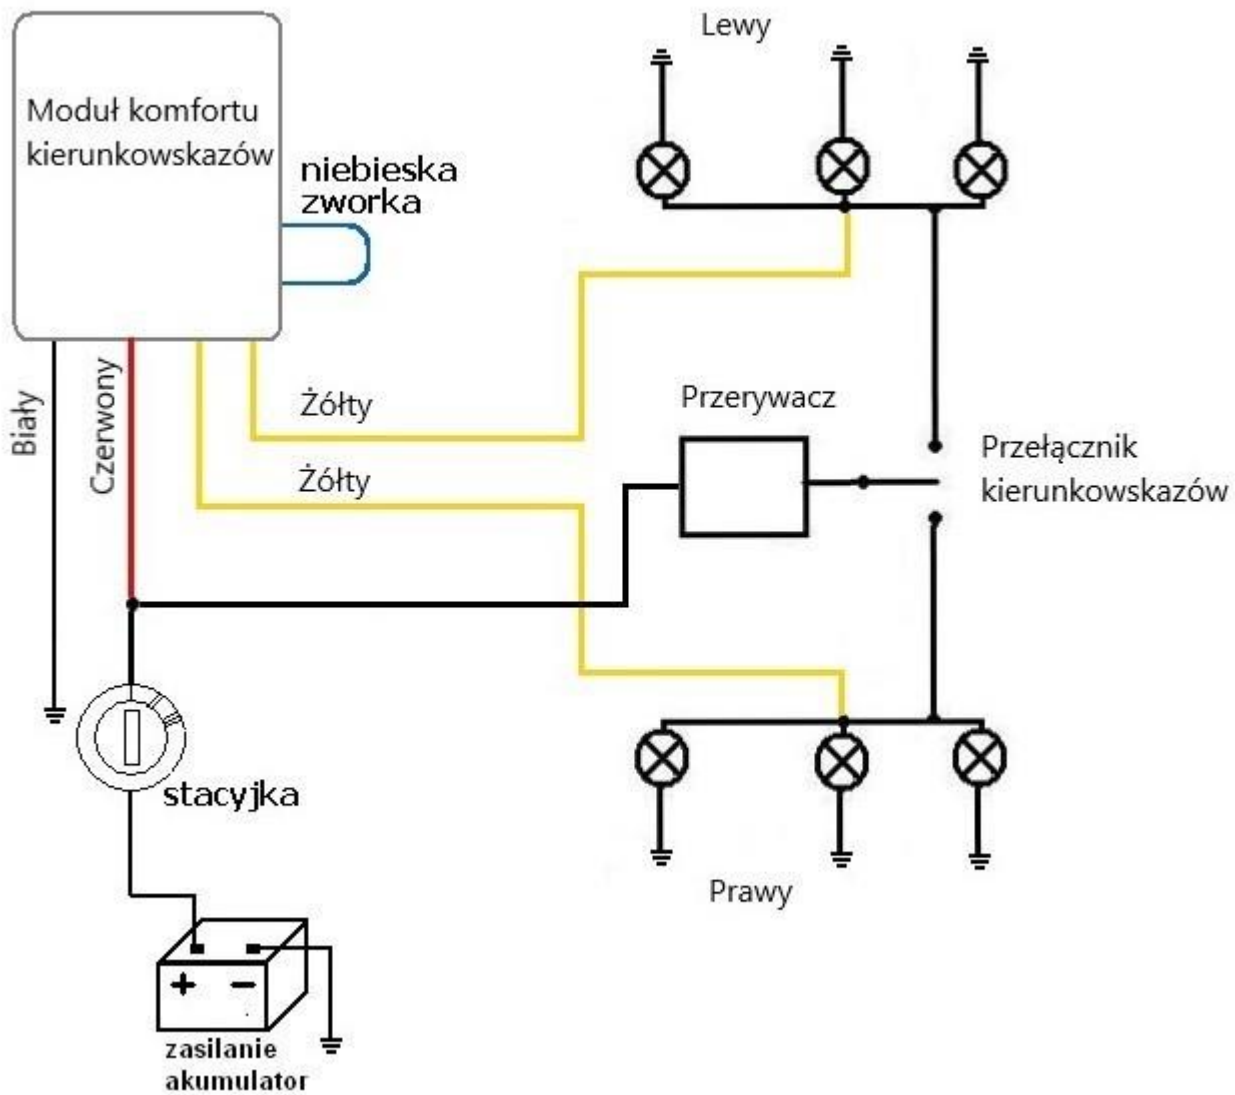 Lewy
Moduł komfortu
kierunkowskazów
niebieska
zworka
Biały
Czerwony
Żółty
Żółty
Przerywacz
Przełącznik
kierunkowskazów
stacyjka
Prawy
+ −
zasilanie
akumulator